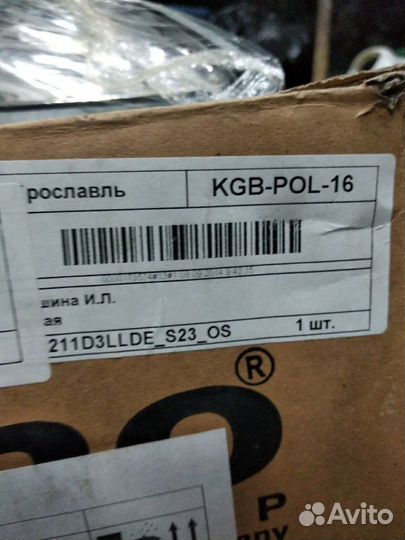 рославль KGB-POL-16
шина И.Л.
ая
211D3LLDE_S23_OS 1 шт.
®
P
Avito